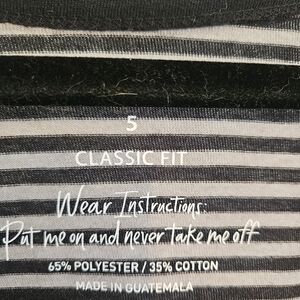 5
CLASSIC FIT
Wear Instructions:
Put me on and never take me off
65% POLYESTER / 35% COTTON
MADE IN GUATEMALA